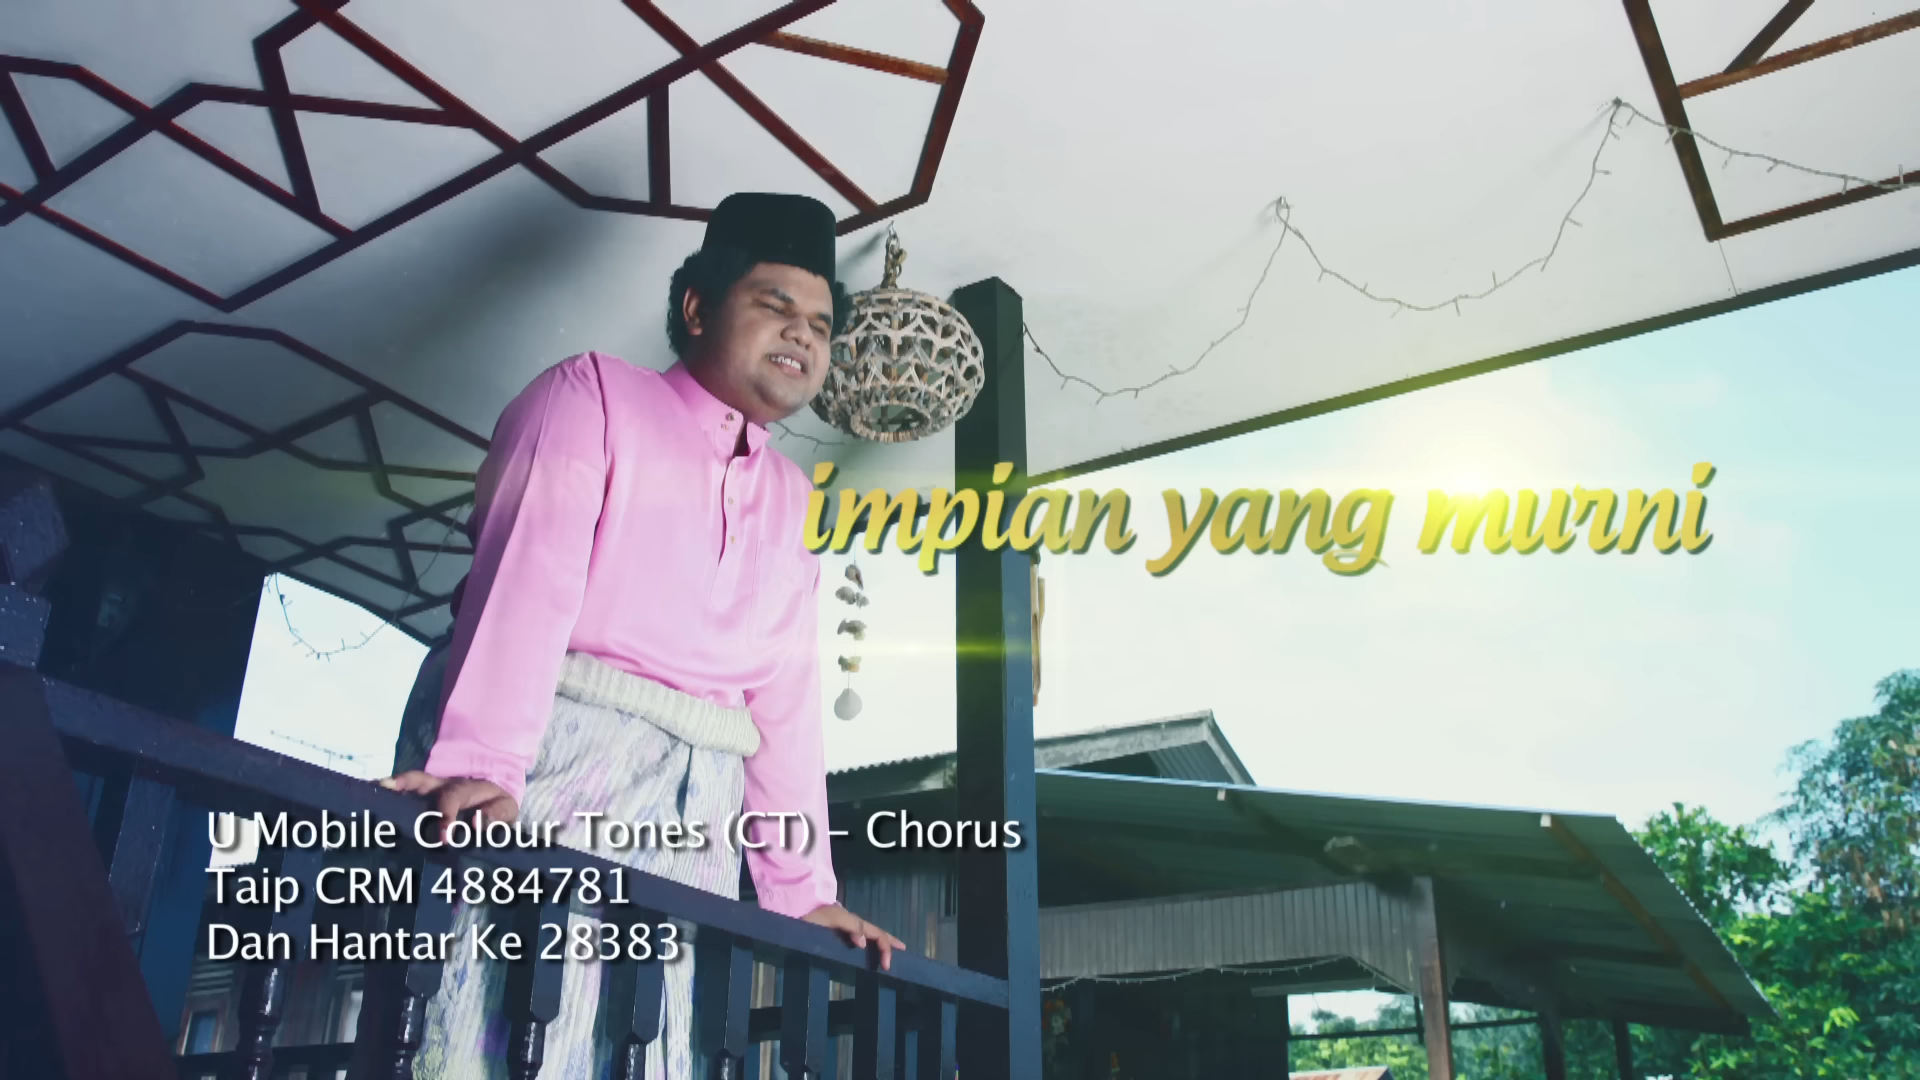 impian yang murni
U Mobile Colour Tones (CT) – Chorus
Taip CRM 4884781
Dan Hantar Ke 28383